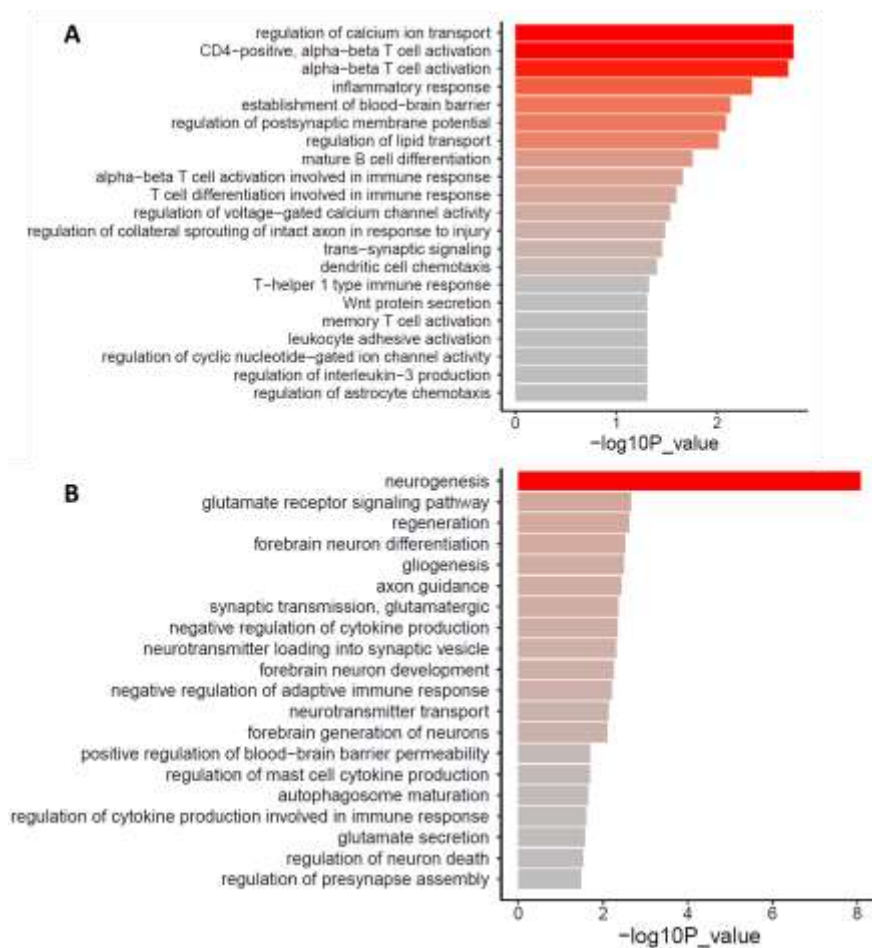 A
regulation of calcium ion transport
CD4−positive, alpha−beta T cell activation
alpha−beta T cell activation
inflammatory response
establishment of blood−brain barrier
regulation of postsynaptic membrane potential
regulation of lipid transport
mature B cell differentiation
alpha−beta T cell activation involved in immune response
T cell differentiation involved in immune response
regulation of voltage−gated calcium channel activity
regulation of collateral sprouting of intact axon in response to injury
trans−synaptic signaling
dendritic cell chemotaxis
T−helper 1 type immune response
Wnt protein secretion
memory T cell activation
leukocyte adhesive activation
regulation of cyclic nucleotide−gated ion channel activity
regulation of interleukin−3 production
regulation of astrocyte chemotaxis
0 1 2
−log10P_value
B
neurogenesis
glutamate receptor signaling pathway
regeneration
forebrain neuron differentiation
gliogenesis
axon guidance
synaptic transmission, glutamatergic
negative regulation of cytokine production
neurotransmitter loading into synaptic vesicle
forebrain neuron development
negative regulation of adaptive immune response
neurotransmitter transport
forebrain generation of neurons
positive regulation of blood−brain barrier permeability
regulation of mast cell cytokine production
autophagosome maturation
regulation of cytokine production involved in immune response
glutamate secretion
regulation of neuron death
regulation of presynapse assembly
0 2 4 6 8
−log10P_value